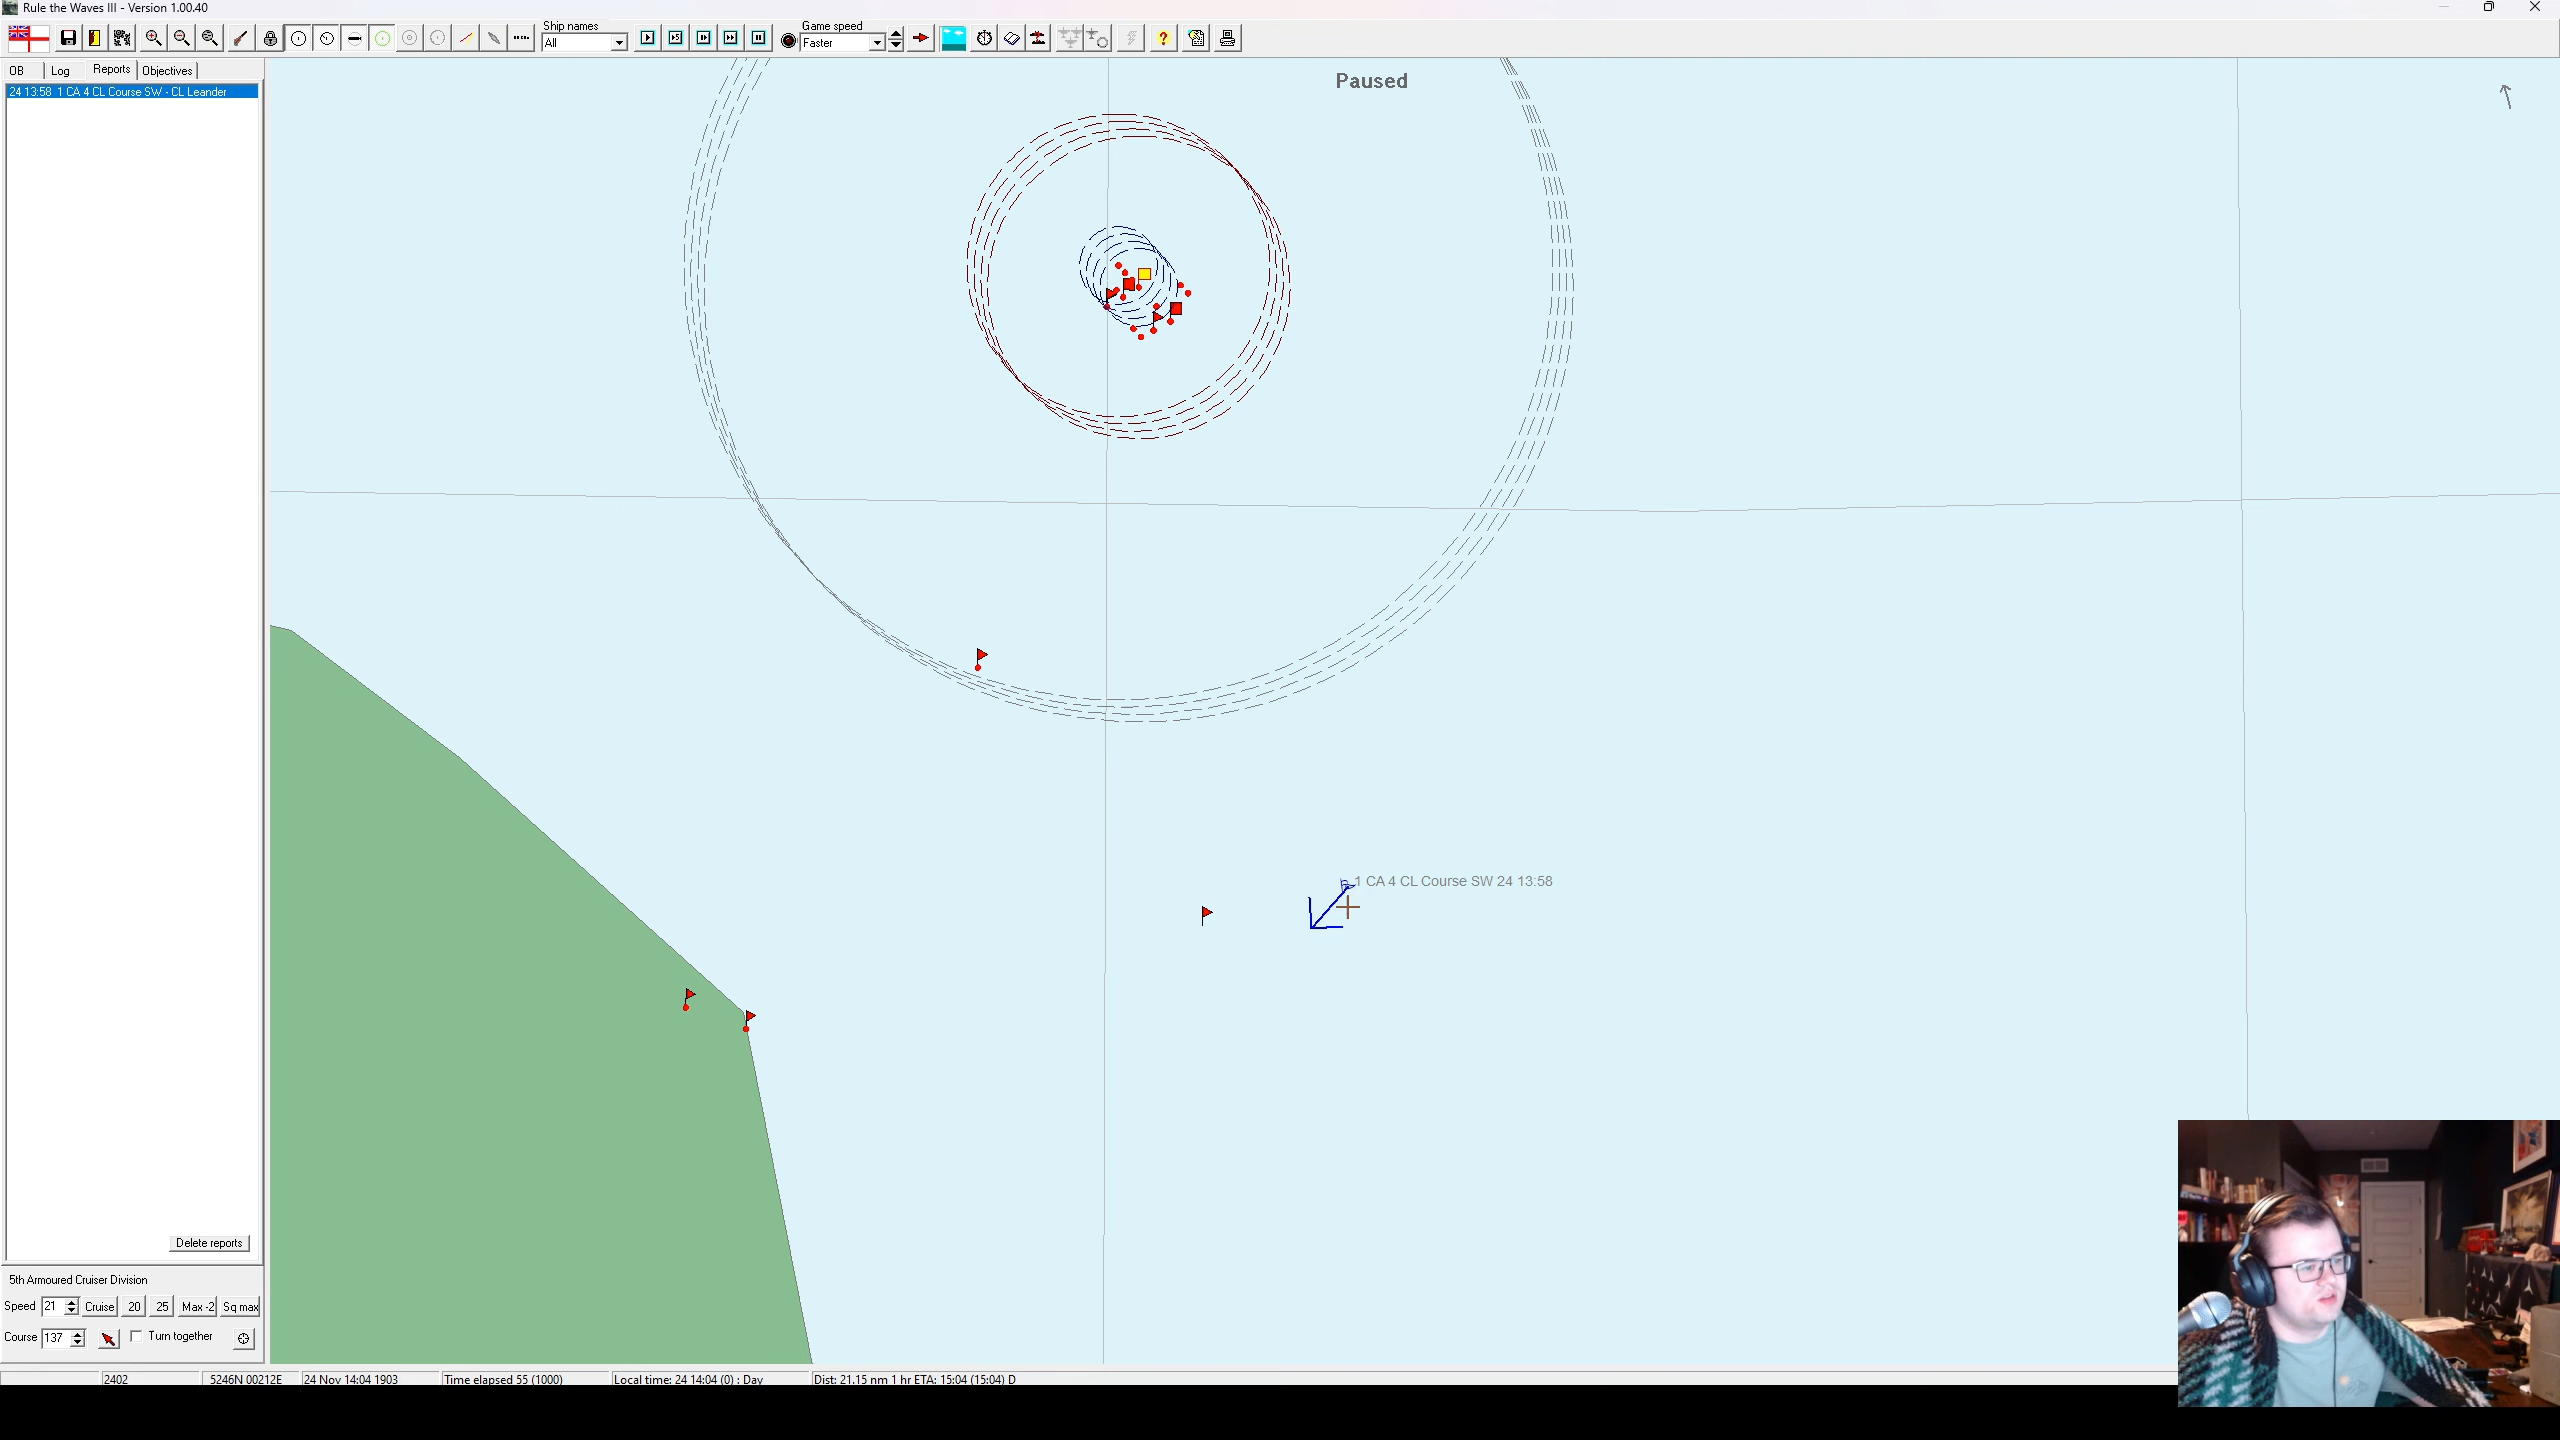 Rule the Waves III - Version 1.00.40
Ship names
All
Game speed
Faster
OB
Log
Reports
Objectives
24 13:58 1 CA 4 CL Course SW - CL Leander
Paused
1 CA 4 CL Course SW 24 13:58
Delete reports
5th Armoured Cruiser Division
Speed 21 Cruise 20 25 Max -2 Sq max
Course 137 Turn together
2402 5246N 00212E 24 Nov 14:04 1903 Time elapsed 55 (1000) Local time: 24 14:04 (0) : Day Dist: 21.15 nm 1 hr ETA: 15:04 (15:04) D